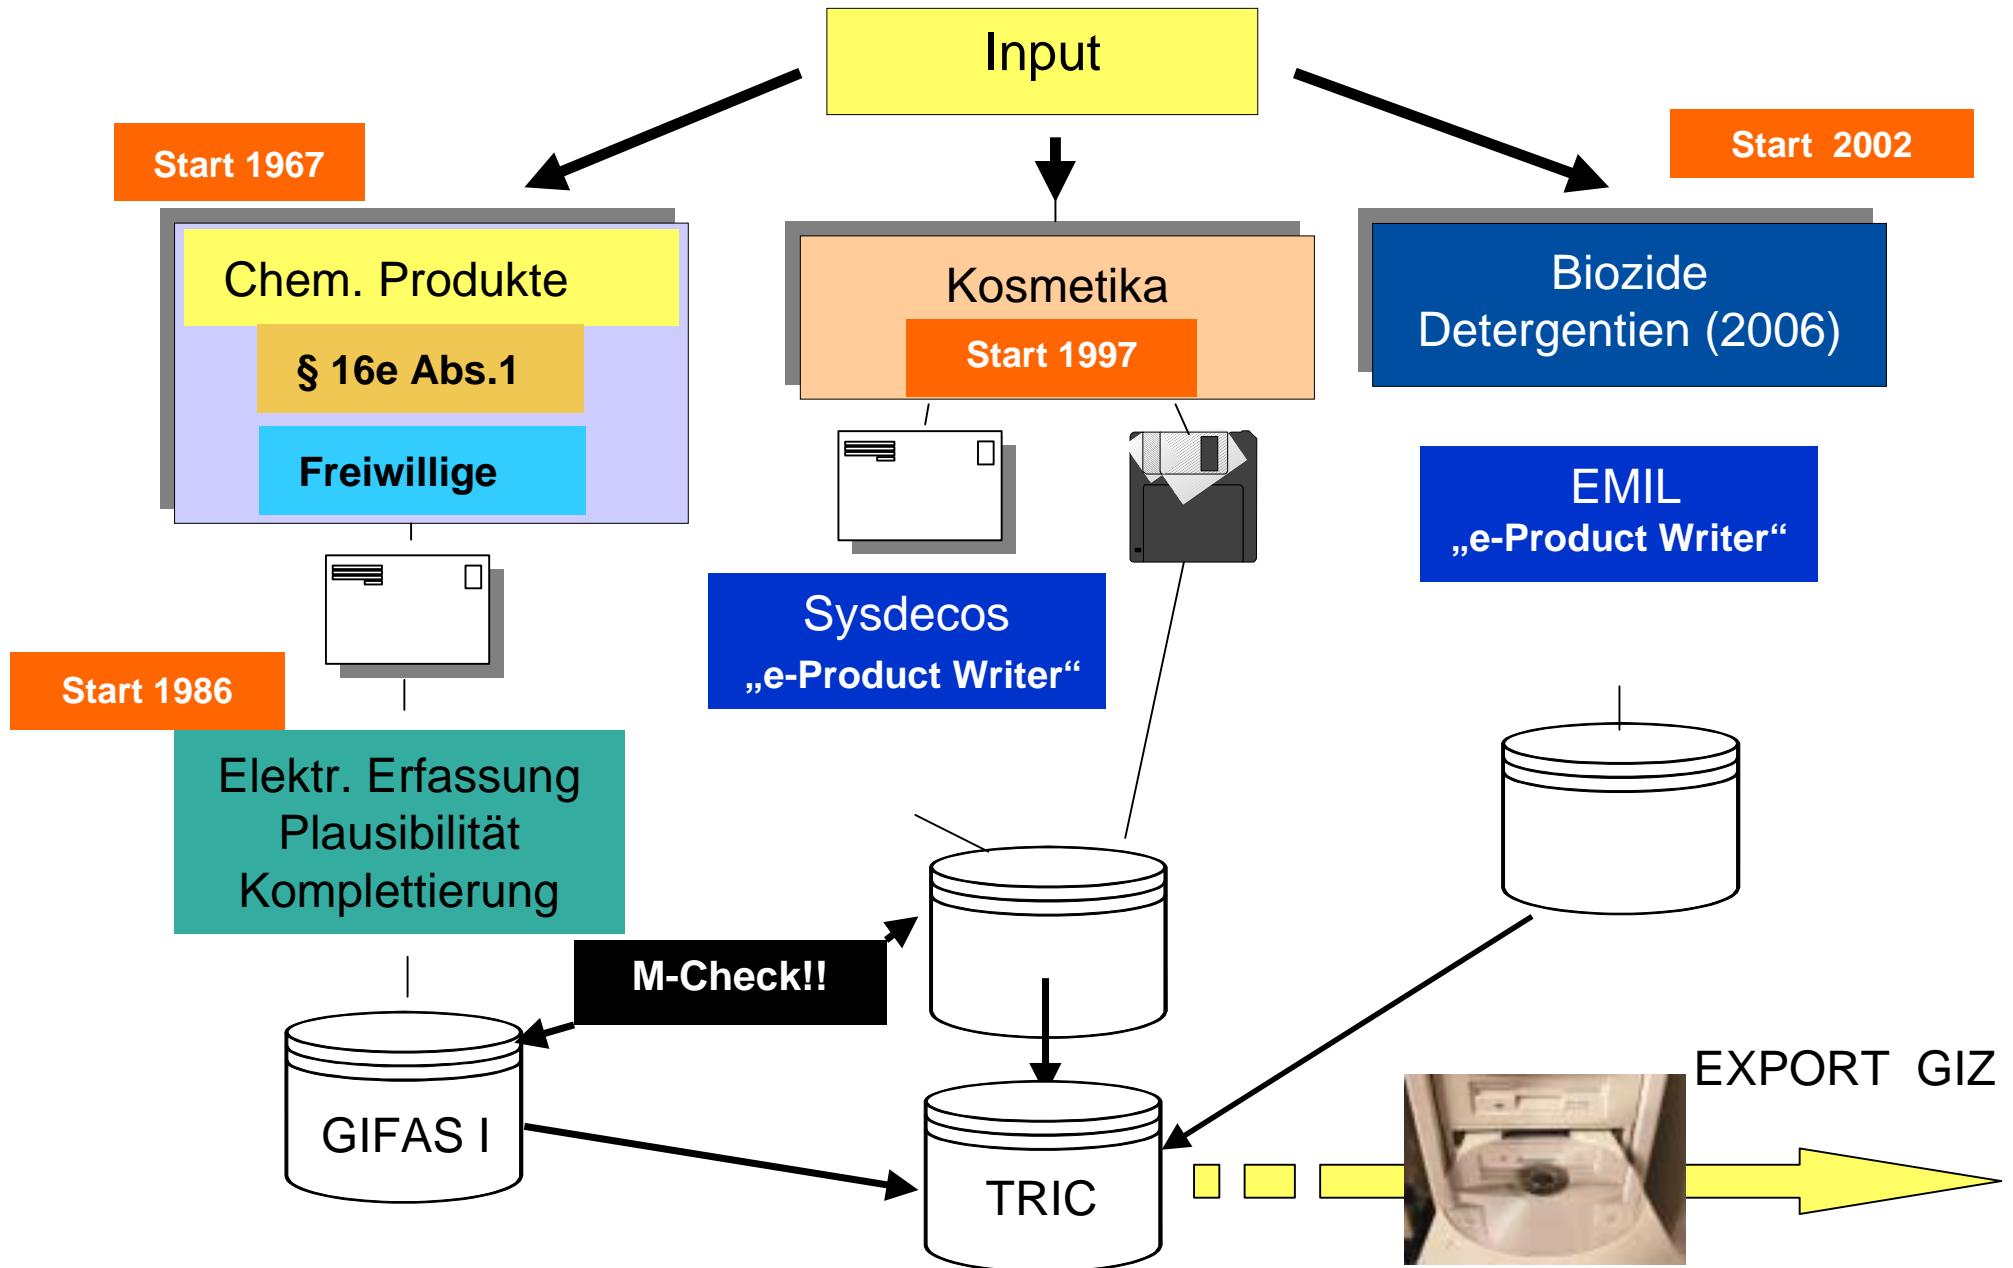 Input
Start 1967
Start  2002
Chem. Produkte
§ 16e Abs.1
Freiwillige
Kosmetika
Start 1997
Biozide
Detergentien (2006)
EMIL
„e-Product Writer“
Sysdecos
„e-Product Writer“
Start 1986
Elektr. Erfassung
Plausibilität
Komplettierung
M-Check!!
GIFAS I
TRIC
EXPORT  GIZ